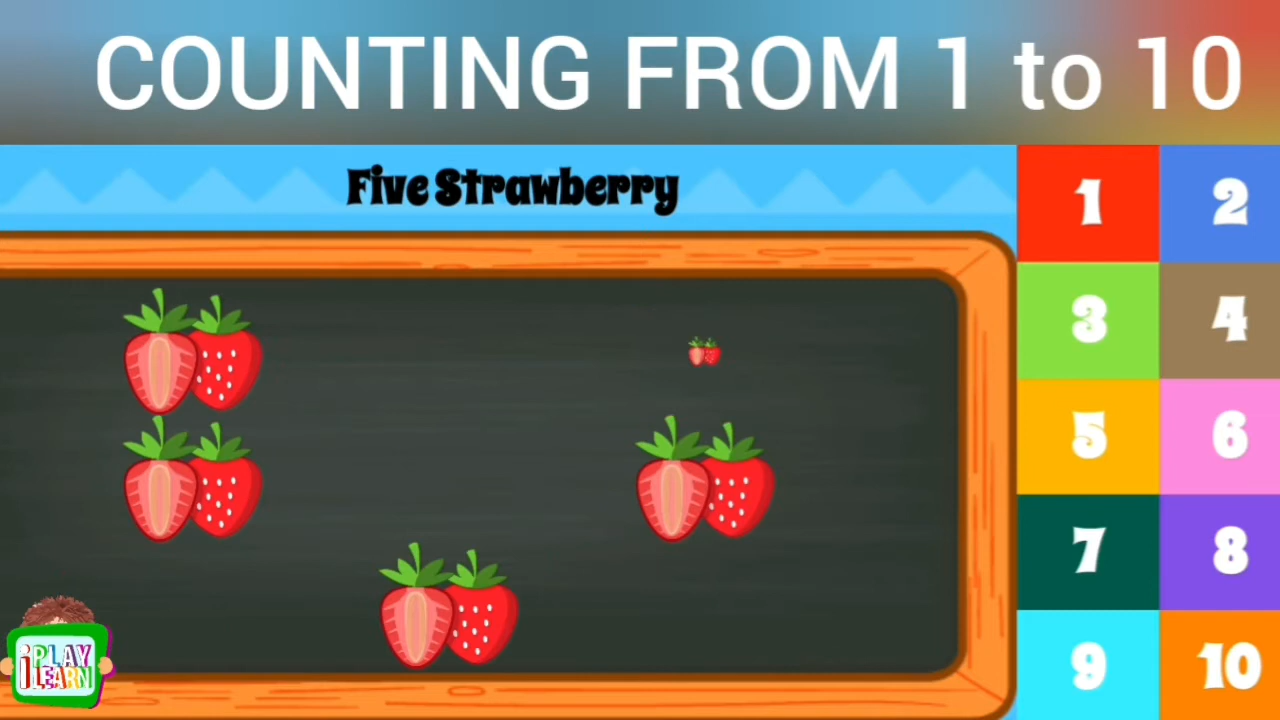 COUNTING FROM 1 to 10
Five Strawberry
1 2
3 4
5 6
7 8
9 10
i PLAY
i LEARN